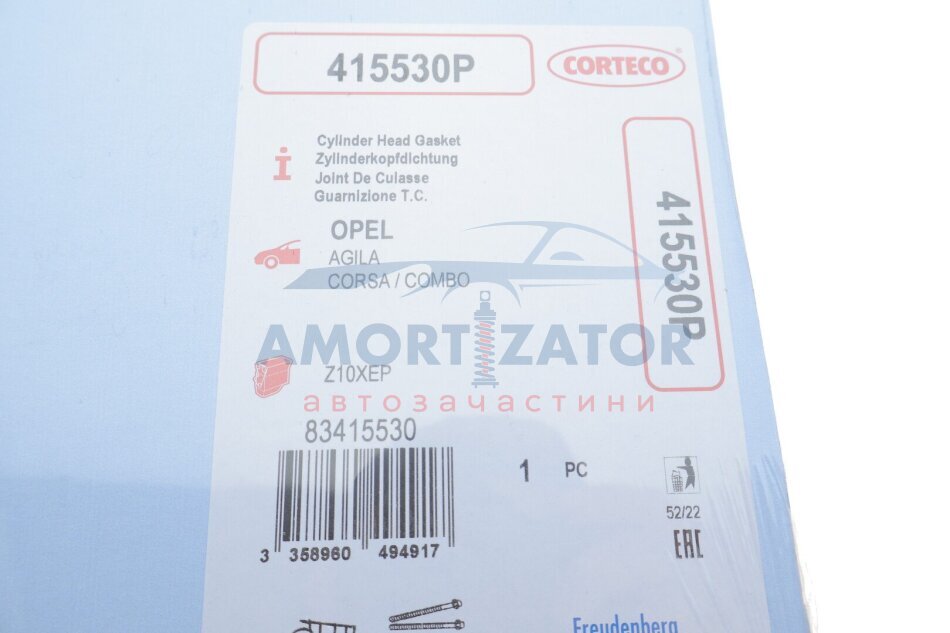 415530P
CORTECO
Cylinder Head Gasket
Zylinderkopfdichtung
Joint De Culasse
Guarnizione T.C.
415530P
OPEL
AGILA
CORSA / COMBO
AMORTIZATOR
автозачастини
Z10XEP
83415530
1 PC
3 358960 494917
52/22
EAC
Freudenberg